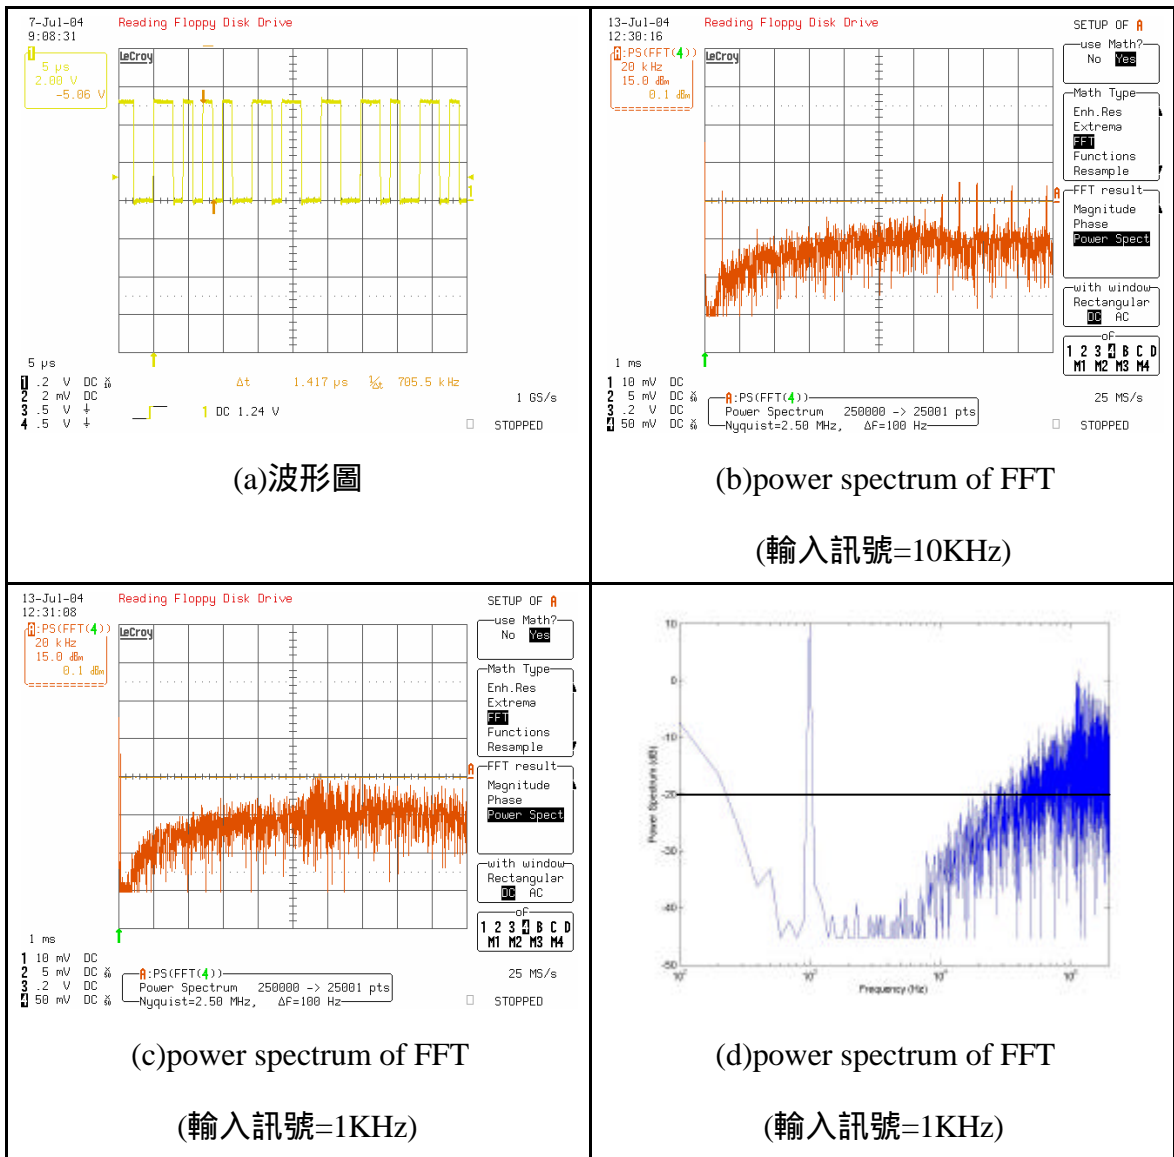 7-Jul-04
9:08:31
Reading Floppy Disk Drive
1
5 µs
2.00 V
-5.06 V
LeCroy
1
5 µs
1 .2 V DC ×10
2 2 mV DC
3 .5 V
4 .5 V
Δt 1.417 µs 1/Δt 705.5 kHz
1 DC 1.24 V
1 GS/s
STOPPED
(a)波形圖
13-Jul-04
12:30:16
Reading Floppy Disk Drive
A:PS(FFT(4))
20 kHz
15.0 dBm
0.1 dBm
LeCroy
A
SETUP OF A
use Math?
No Yes
Math Type
Enh.Res
Extrema
FFT
Functions
Resample
FFT result
Magnitude
Phase
Power Spect
with window
Rectangular
DC AC
of
1 2 3 4 B C D
M1 M2 M3 M4
1 ms
1 10 mV DC
2 5 mV DC
3 .2 V DC
4 50 mV DC
A:PS(FFT(4))
Power Spectrum 250000 -> 25001 pts
Nyquist=2.50 MHz, ΔF=100 Hz
25 MS/s
STOPPED
(b)power spectrum of FFT
(輸入訊號=10KHz)
13-Jul-04
12:31:08
Reading Floppy Disk Drive
A:PS(FFT(4))
20 kHz
15.0 dBm
0.1 dBm
LeCroy
A
SETUP OF A
use Math?
No Yes
Math Type
Enh.Res
Extrema
FFT
Functions
Resample
FFT result
Magnitude
Phase
Power Spect
with window
Rectangular
DC AC
of
1 2 3 4 B C D
M1 M2 M3 M4
1 ms
1 10 mV DC
2 5 mV DC
3 .2 V DC
4 50 mV DC
A:PS(FFT(4))
Power Spectrum 250000 -> 25001 pts
Nyquist=2.50 MHz, ΔF=100 Hz
25 MS/s
STOPPED
(c)power spectrum of FFT
(輸入訊號=1KHz)
10
0
-10
-20
-30
-40
-50
Power Spectrum (dB)
Frequency (Hz)
(d)power spectrum of FFT
(輸入訊號=1KHz)